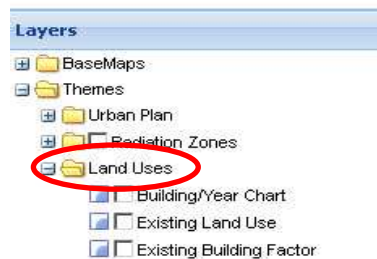 Layers
BaseMaps
Themes
Urban Plan
Radiation Zones
Land Uses
Building/Year Chart
Existing Land Use
Existing Building Factor